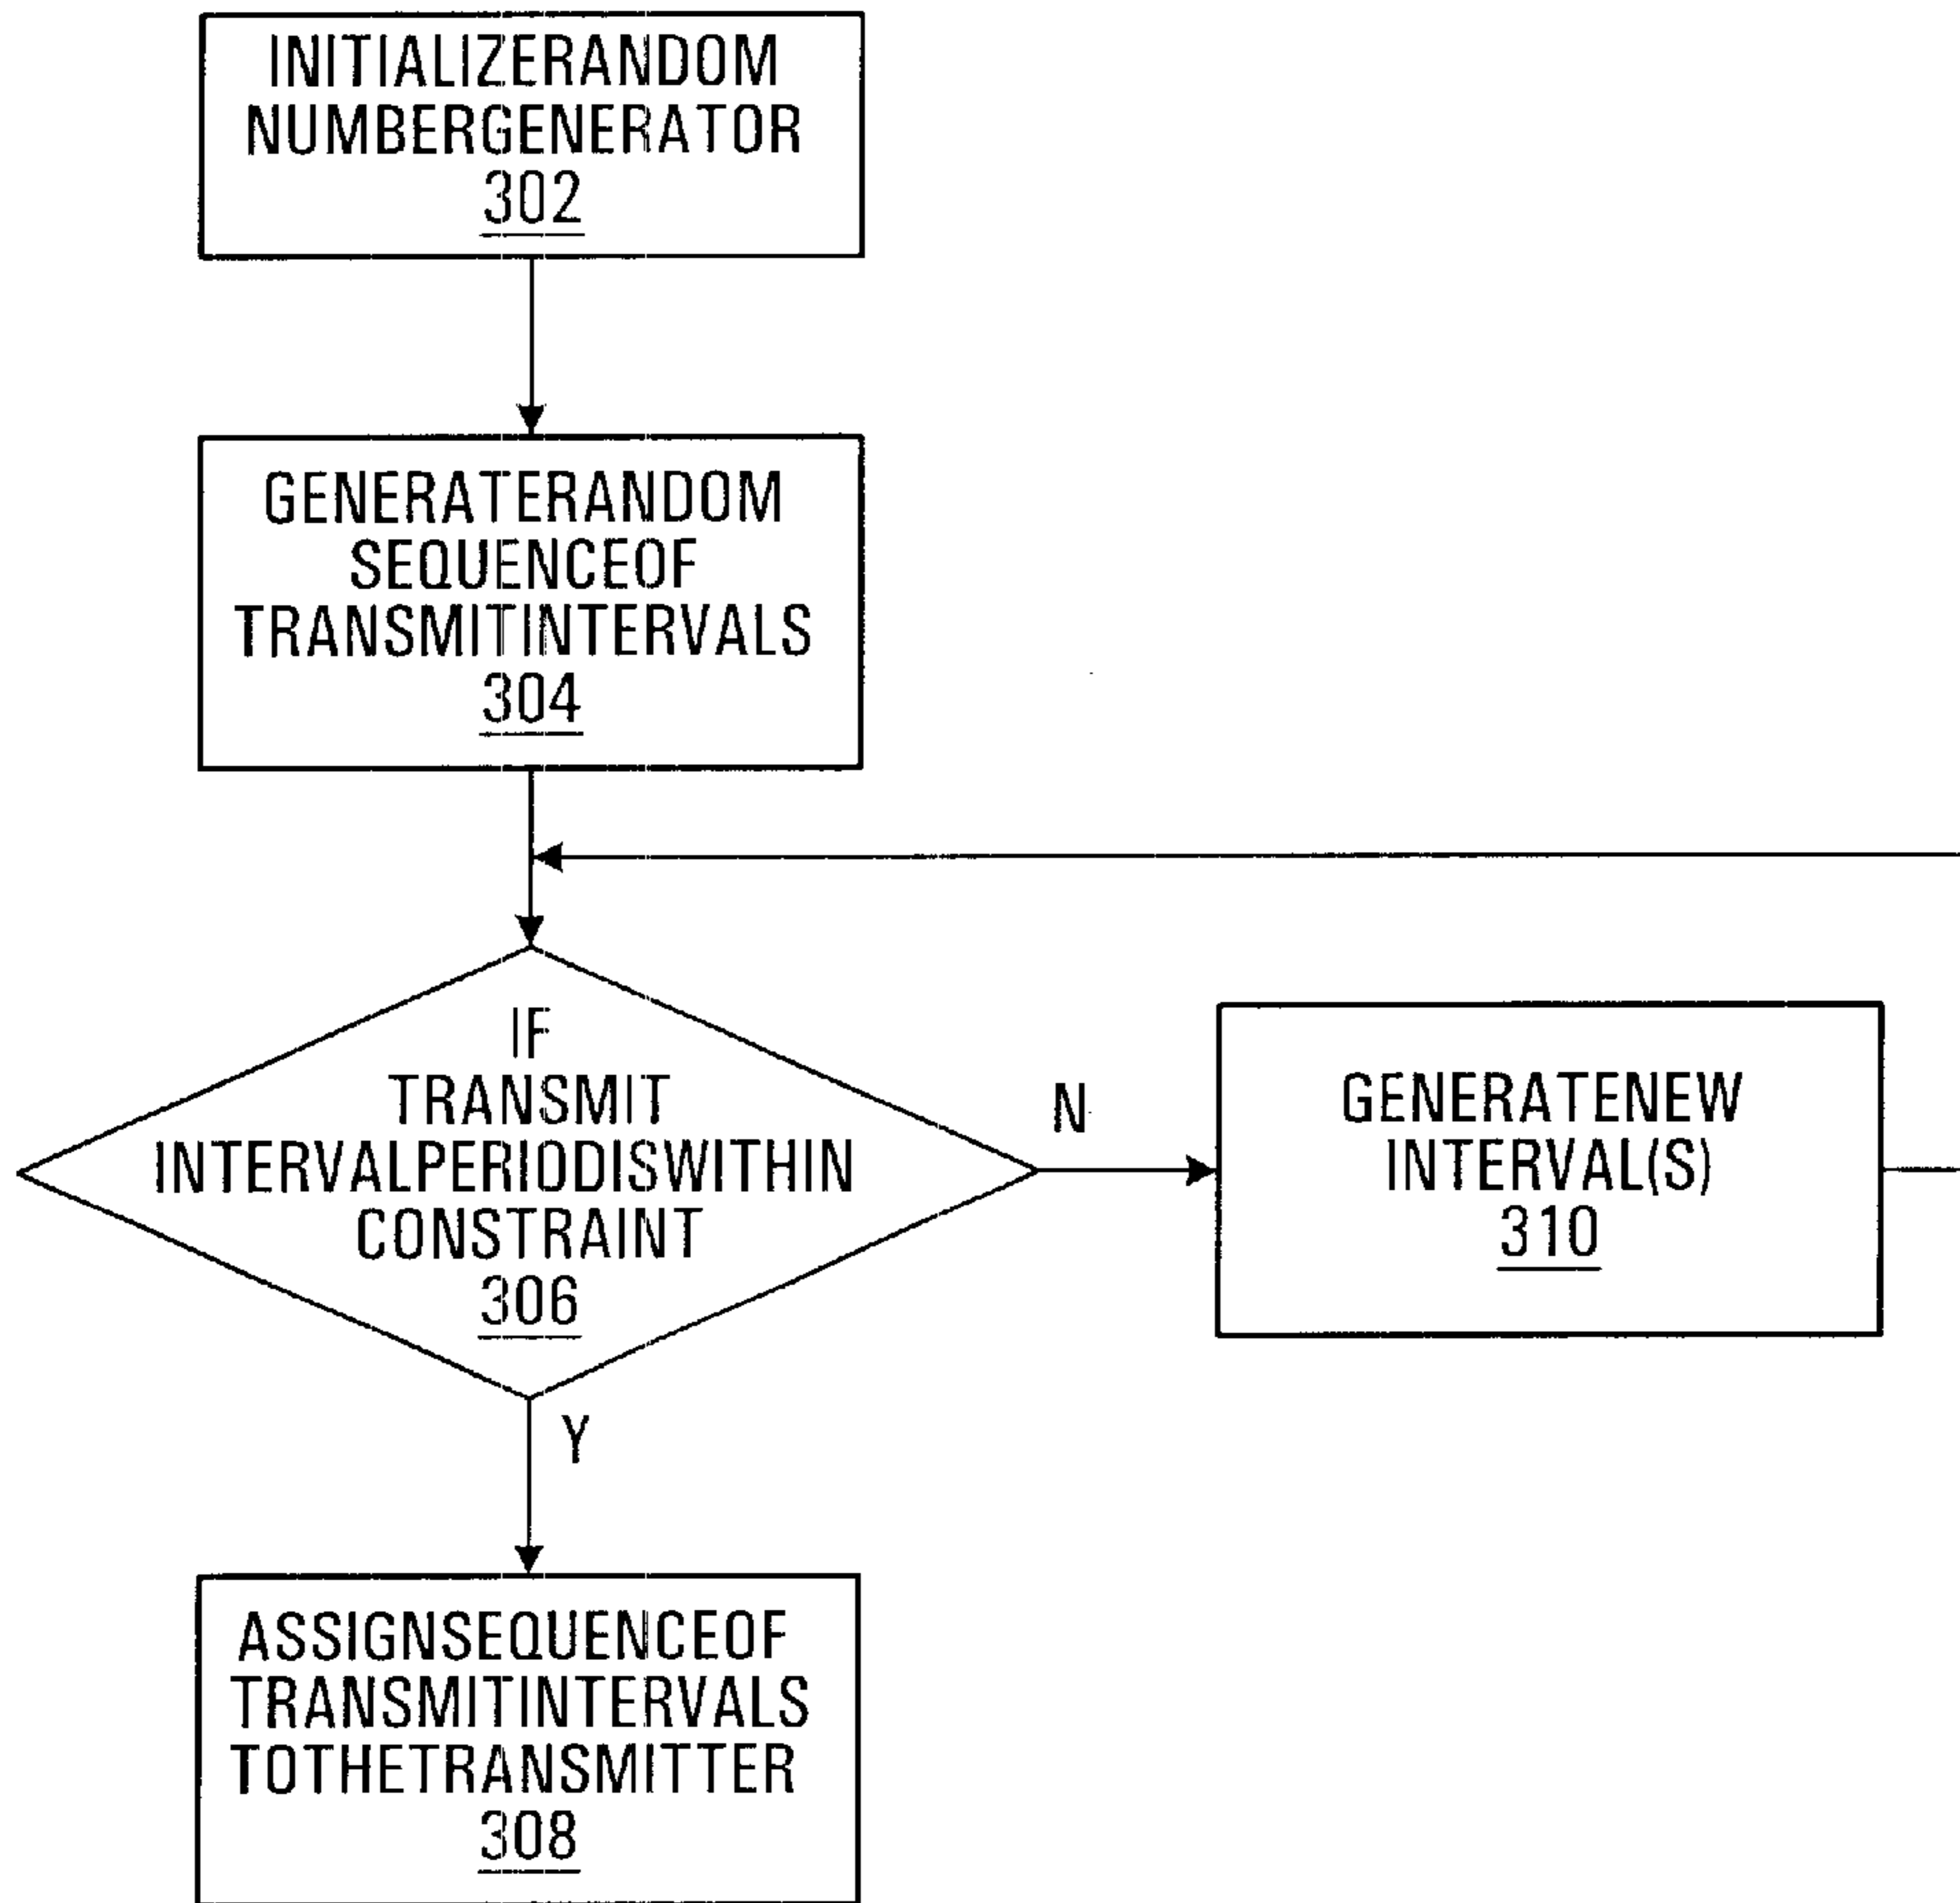 INITIALIZERANDOM
NUMBERGENERATOR
302
GENERATERANDOM
SEQUENCEOF
TRANSMITINTERVALS
304
IF
TRANSMIT
INTERVALPERIODISWITHIN
CONSTRAINT
306
N
GENERATENEW
INTERVAL(S)
310
Y
ASSIGNSEQUENCEOF
TRANSMITINTERVALS
TOTHETRANSMITTER
308